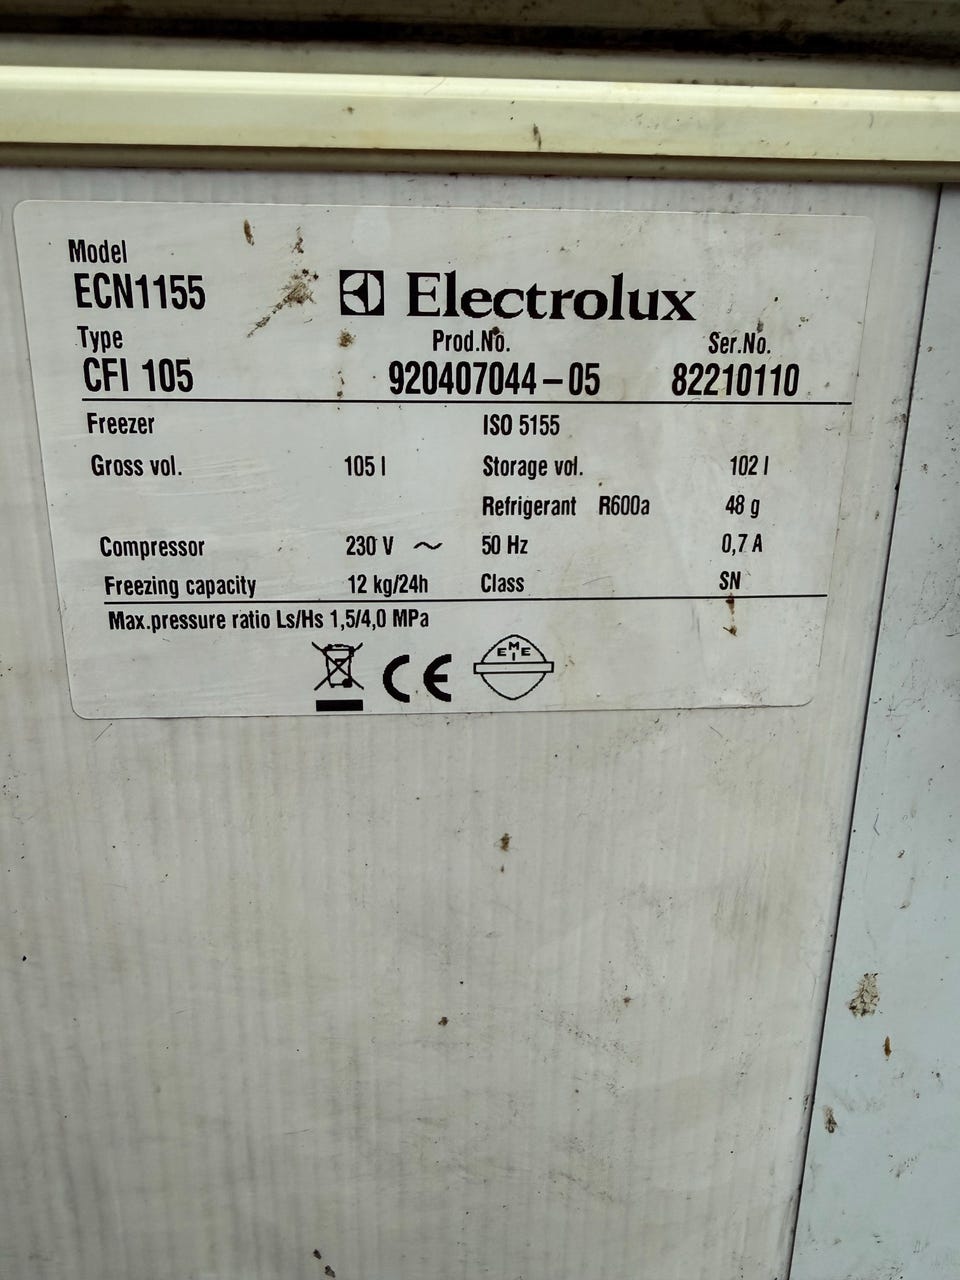 Model
ECN1155
Electrolux
Type Prod.No. Ser.No.
CFI 105 920407044-05 82210110
Freezer ISO 5155
Gross vol. 105 l Storage vol. 102 l
Refrigerant R600a 48 g
Compressor 230 V ~ 50 Hz 0,7 A
Freezing capacity 12 kg/24h Class SN
Max.pressure ratio Ls/Hs 1,5/4,0 MPa
CE EMEI